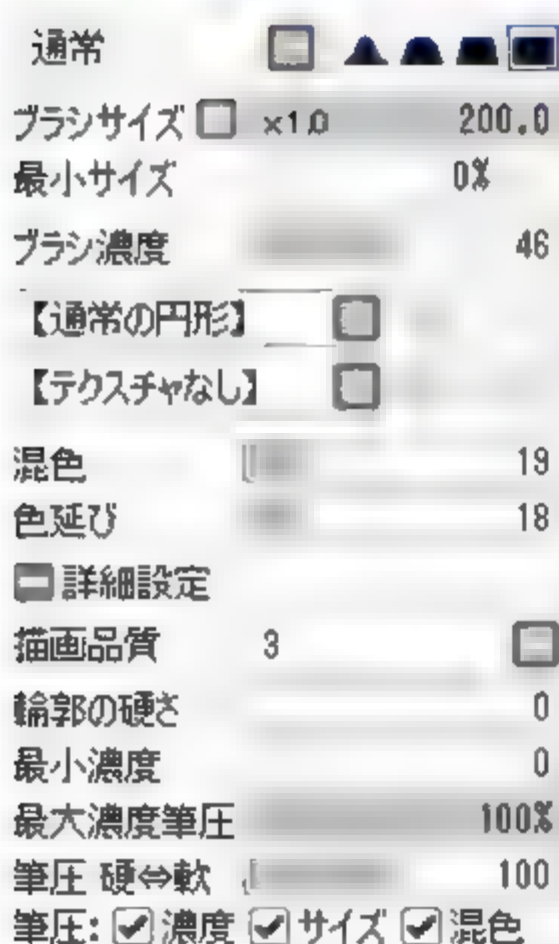 通常
ブラシサイズ ×1.0 200.0
最小サイズ 0%
ブラシ濃度 46
【通常の円形】
【テクスチャなし】
混色 19
色延び 18
詳細設定
描画品質 3
輪郭の硬さ 0
最小濃度 0
最大濃度筆圧 100%
筆圧 硬⇔軟 100
筆圧: 濃度 サイズ 混色